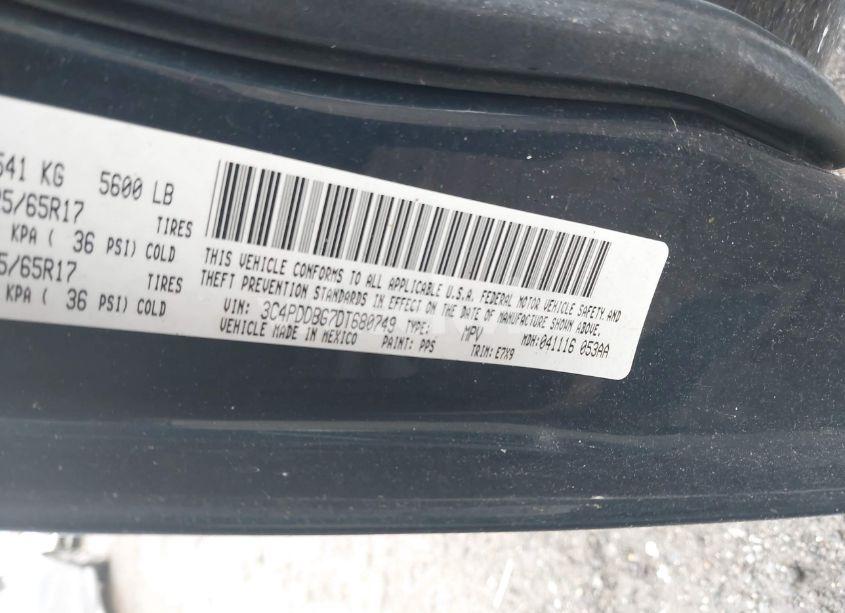 541 KG 5600 LB
5/65R17 TIRES
KPA ( 36 PSI) COLD
5/65R17 TIRES
KPA ( 36 PSI) COLD
THIS VEHICLE CONFORMS TO ALL APPLICABLE U.S.A. FEDERAL MOTOR VEHICLE SAFETY AND
THEFT PREVENTION STANDARDS IN EFFECT ON THE DATE OF MANUFACTURE SHOWN ABOVE.
VIN: 3C4PDDBG7DT680749 TYPE: MPV MDH:041116 053AA
VEHICLE MADE IN MEXICO PAINT: PPS TRIM: E7X9